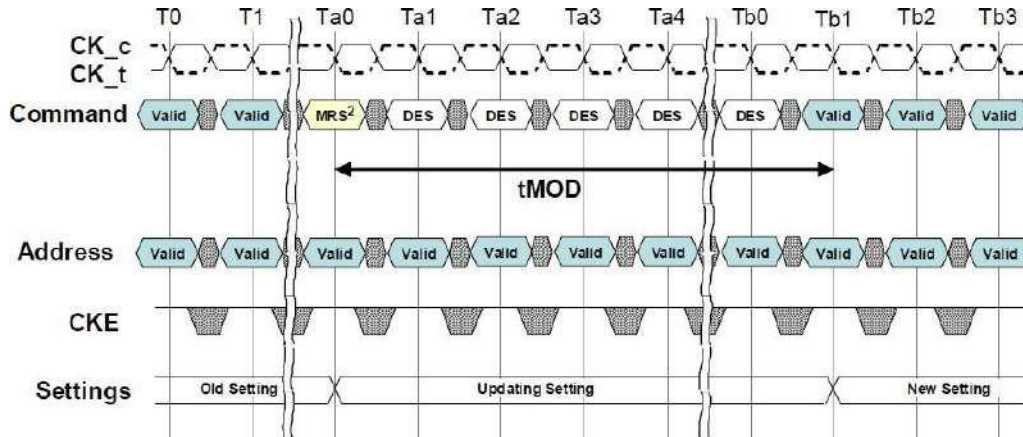 T0 T1 Ta0 Ta1 Ta2 Ta3 Ta4 Tb0 Tb1 Tb2 Tb3
CK_c
CK_t
Command Valid Valid MRS² DES DES DES DES DES Valid Valid Valid
tMOD
Address Valid Valid Valid Valid Valid Valid Valid Valid Valid Valid Valid
CKE
Settings Old Setting Updating Setting New Setting